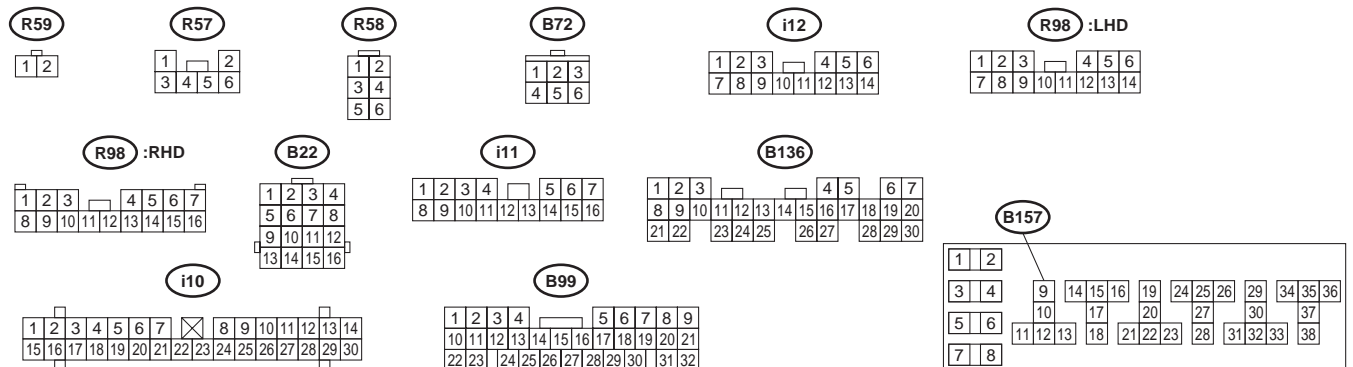 R59
R57
R58
B72
i12
R98 :LHD
1 2
1 2
3 4 5 6
1 2
3 4
5 6
1 2 3
4 5 6
1 2 3 4 5 6
7 8 9 10 11 12 13 14
1 2 3 4 5 6
7 8 9 10 11 12 13 14
R98 :RHD
B22
i11
B136
1 2 3 4 5 6 7
8 9 10 11 12 13 14 15 16
1 2 3 4
5 6 7 8
9 10 11 12
13 14 15 16
1 2 3 4 5 6 7
8 9 10 11 12 13 14 15 16
1 2 3 4 5 6 7
8 9 10 11 12 13 14 15 16 17 18 19 20
21 22 23 24 25 26 27 28 29 30
B157
i10
B99
1 2 3 4 5 6 7 8 9 10 11 12 13 14
15 16 17 18 19 20 21 22 23 24 25 26 27 28 29 30
1 2 3 4 5 6 7 8 9
10 11 12 13 14 15 16 17 18 19 20 21
22 23 24 25 26 27 28 29 30 31 32
1 2
3 4 9 14 15 16 19 24 25 26 29 34 35 36
10 17 20 27 30 37
5 6 11 12 13 18 21 22 23 28 31 32 33 38
7 8